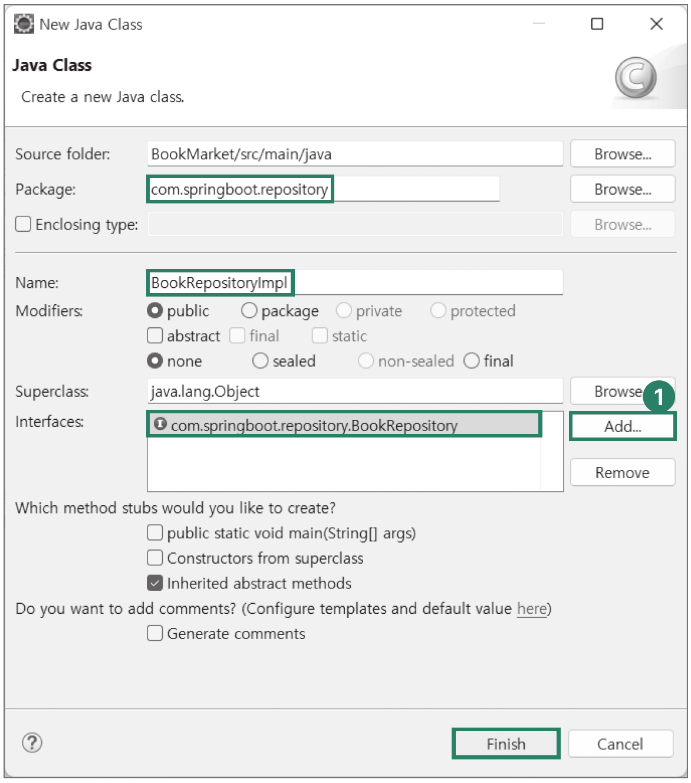 New Java Class
Java Class
Create a new Java class.
Source folder: BookMarket/src/main/java Browse...
Package: com.springboot.repository Browse...
Enclosing type: Browse...
Name: BookRepositoryImpl
Modifiers: public package private protected
abstract final static
none sealed non-sealed final
Superclass: java.lang.Object Browse
1
Interfaces: com.springboot.repository.BookRepository Add...
Remove
Which method stubs would you like to create?
public static void main(String[] args)
Constructors from superclass
Inherited abstract methods
Do you want to add comments? (Configure templates and default value here)
Generate comments
? Finish Cancel